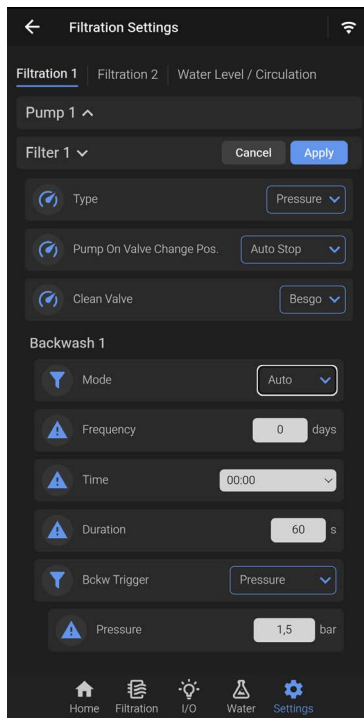 Filtration Settings
Filtration 1 Filtration 2 Water Level / Circulation
Pump 1
Filter 1 Cancel Apply
Type Pressure
Pump On Valve Change Pos. Auto Stop
Clean Valve Besgo
Backwash 1
Mode Auto
Frequency 0 days
Time 00:00
Duration 60 s
Bckw Trigger Pressure
Pressure 1,5 bar
Home Filtration I/O Water Settings